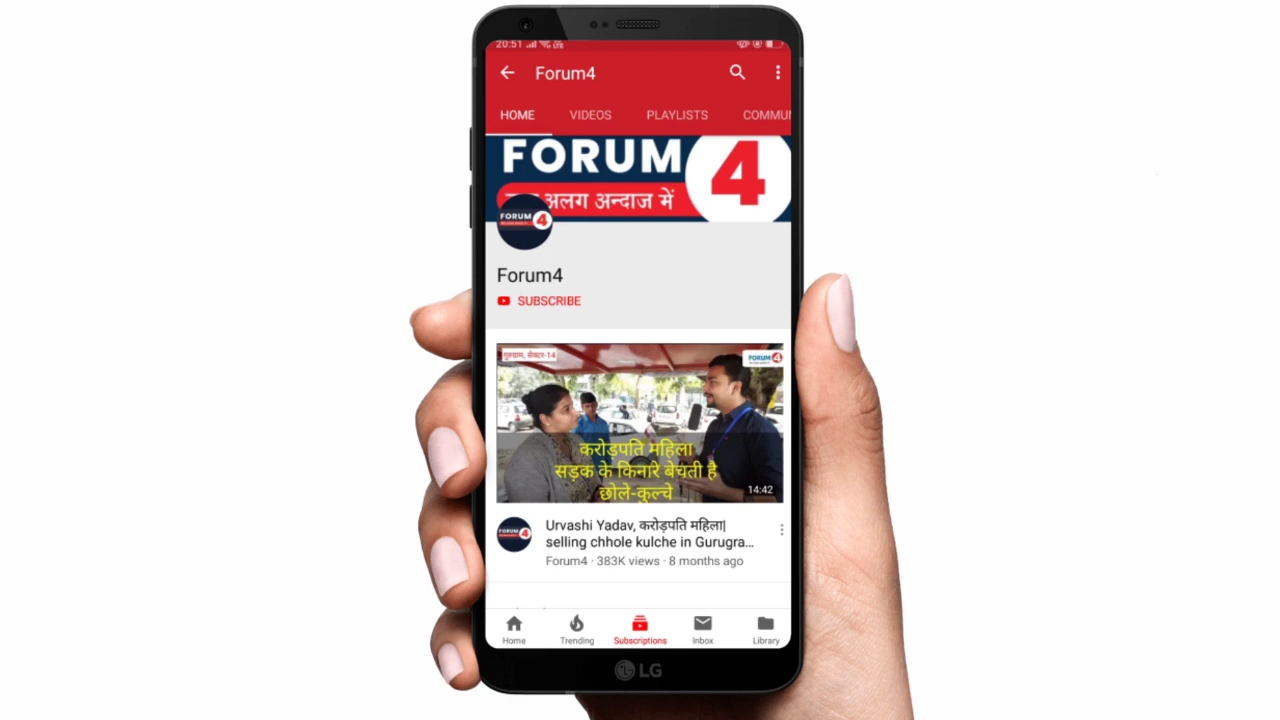 20:51
Forum4
HOME VIDEOS PLAYLISTS COMMU
FORUM 4
अलग अन्दाज में
FORUM 4
Forum4
SUBSCRIBE
गुरुग्राम, सेक्टर-14
FORUM 4
करोड़पति महिला
सड़क के किनारे बेचती है
छोले-कुल्चे
14:42
FORUM 4
Urvashi Yadav, करोड़पति महिला|
selling chhole kulche in Gurugra...
Forum4 · 383K views · 8 months ago
Home Trending Subscriptions Inbox Library
LG